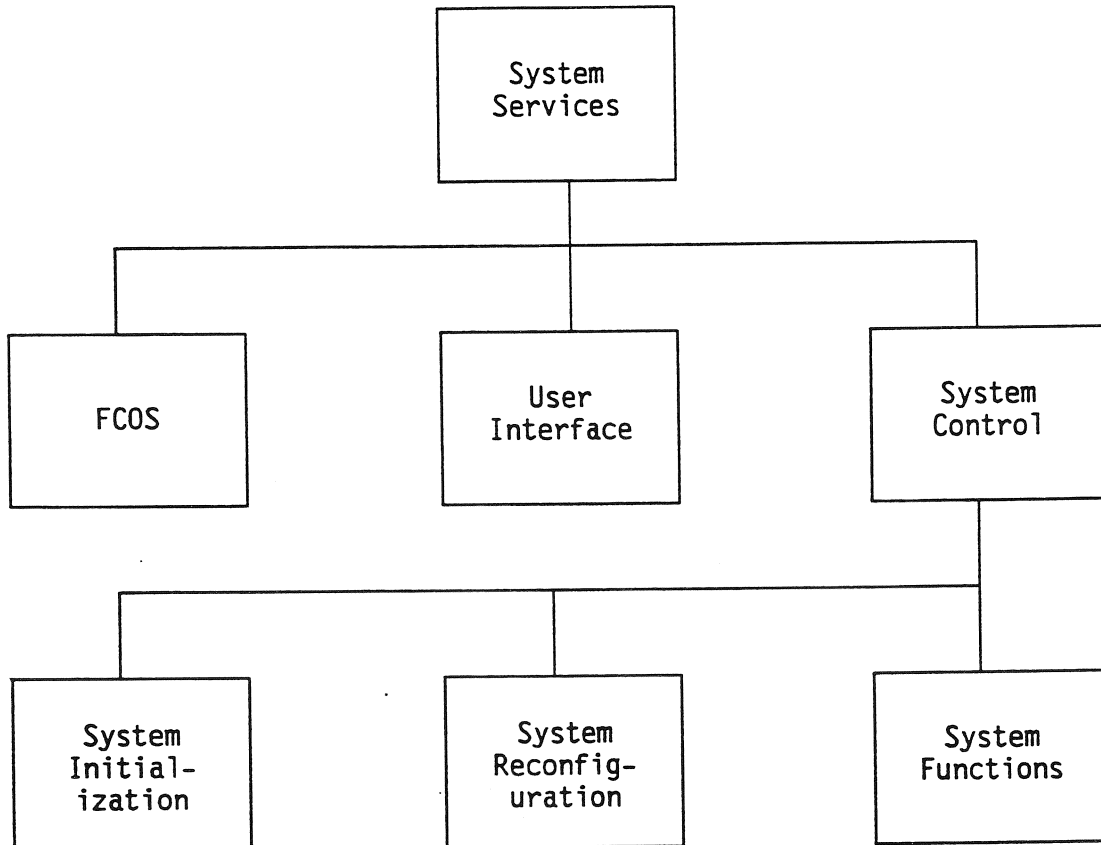 System
Services
FCOS
User
Interface
System
Control
System
Initial-
ization
System
Reconfig-
uration
System
Functions